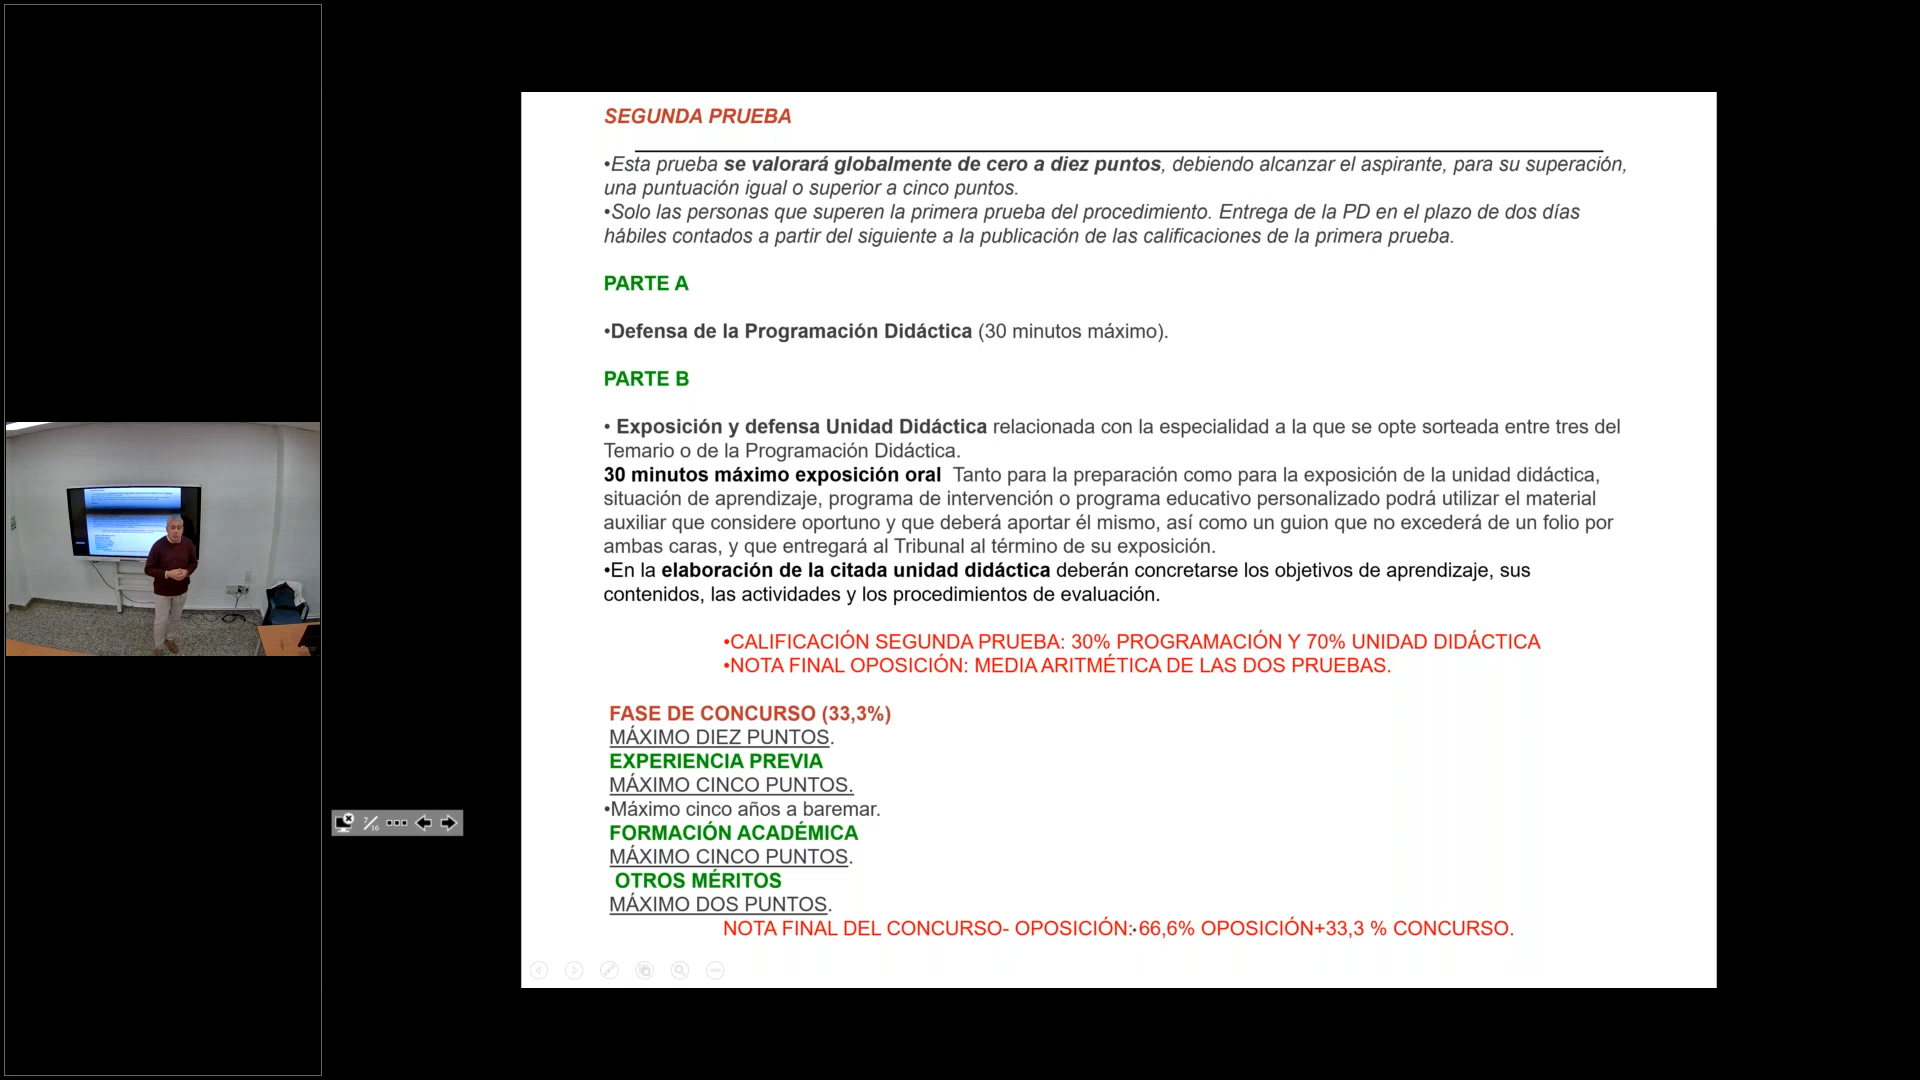 SEGUNDA PRUEBA
•Esta prueba se valorará globalmente de cero a diez puntos, debiendo alcanzar el aspirante, para su superación,
una puntuación igual o superior a cinco puntos.
•Solo las personas que superen la primera prueba del procedimiento. Entrega de la PD en el plazo de dos días
hábiles contados a partir del siguiente a la publicación de las calificaciones de la primera prueba.
PARTE A
•Defensa de la Programación Didáctica (30 minutos máximo).
PARTE B
• Exposición y defensa Unidad Didáctica relacionada con la especialidad a la que se opte sorteada entre tres del
Temario o de la Programación Didáctica.
30 minutos máximo exposición oral Tanto para la preparación como para la exposición de la unidad didáctica,
situación de aprendizaje, programa de intervención o programa educativo personalizado podrá utilizar el material
auxiliar que considere oportuno y que deberá aportar él mismo, así como un guion que no excederá de un folio por
ambas caras, y que entregará al Tribunal al término de su exposición.
•En la elaboración de la citada unidad didáctica deberán concretarse los objetivos de aprendizaje, sus
contenidos, las actividades y los procedimientos de evaluación.
•CALIFICACIÓN SEGUNDA PRUEBA: 30% PROGRAMACIÓN Y 70% UNIDAD DIDÁCTICA
•NOTA FINAL OPOSICIÓN: MEDIA ARITMÉTICA DE LAS DOS PRUEBAS.
FASE DE CONCURSO (33,3%)
MÁXIMO DIEZ PUNTOS.
EXPERIENCIA PREVIA
MÁXIMO CINCO PUNTOS.
•Máximo cinco años a baremar.
FORMACIÓN ACADÉMICA
MÁXIMO CINCO PUNTOS.
OTROS MÉRITOS
MÁXIMO DOS PUNTOS.
NOTA FINAL DEL CONCURSO- OPOSICIÓN: 66,6% OPOSICIÓN+33,3 % CONCURSO.
7/16